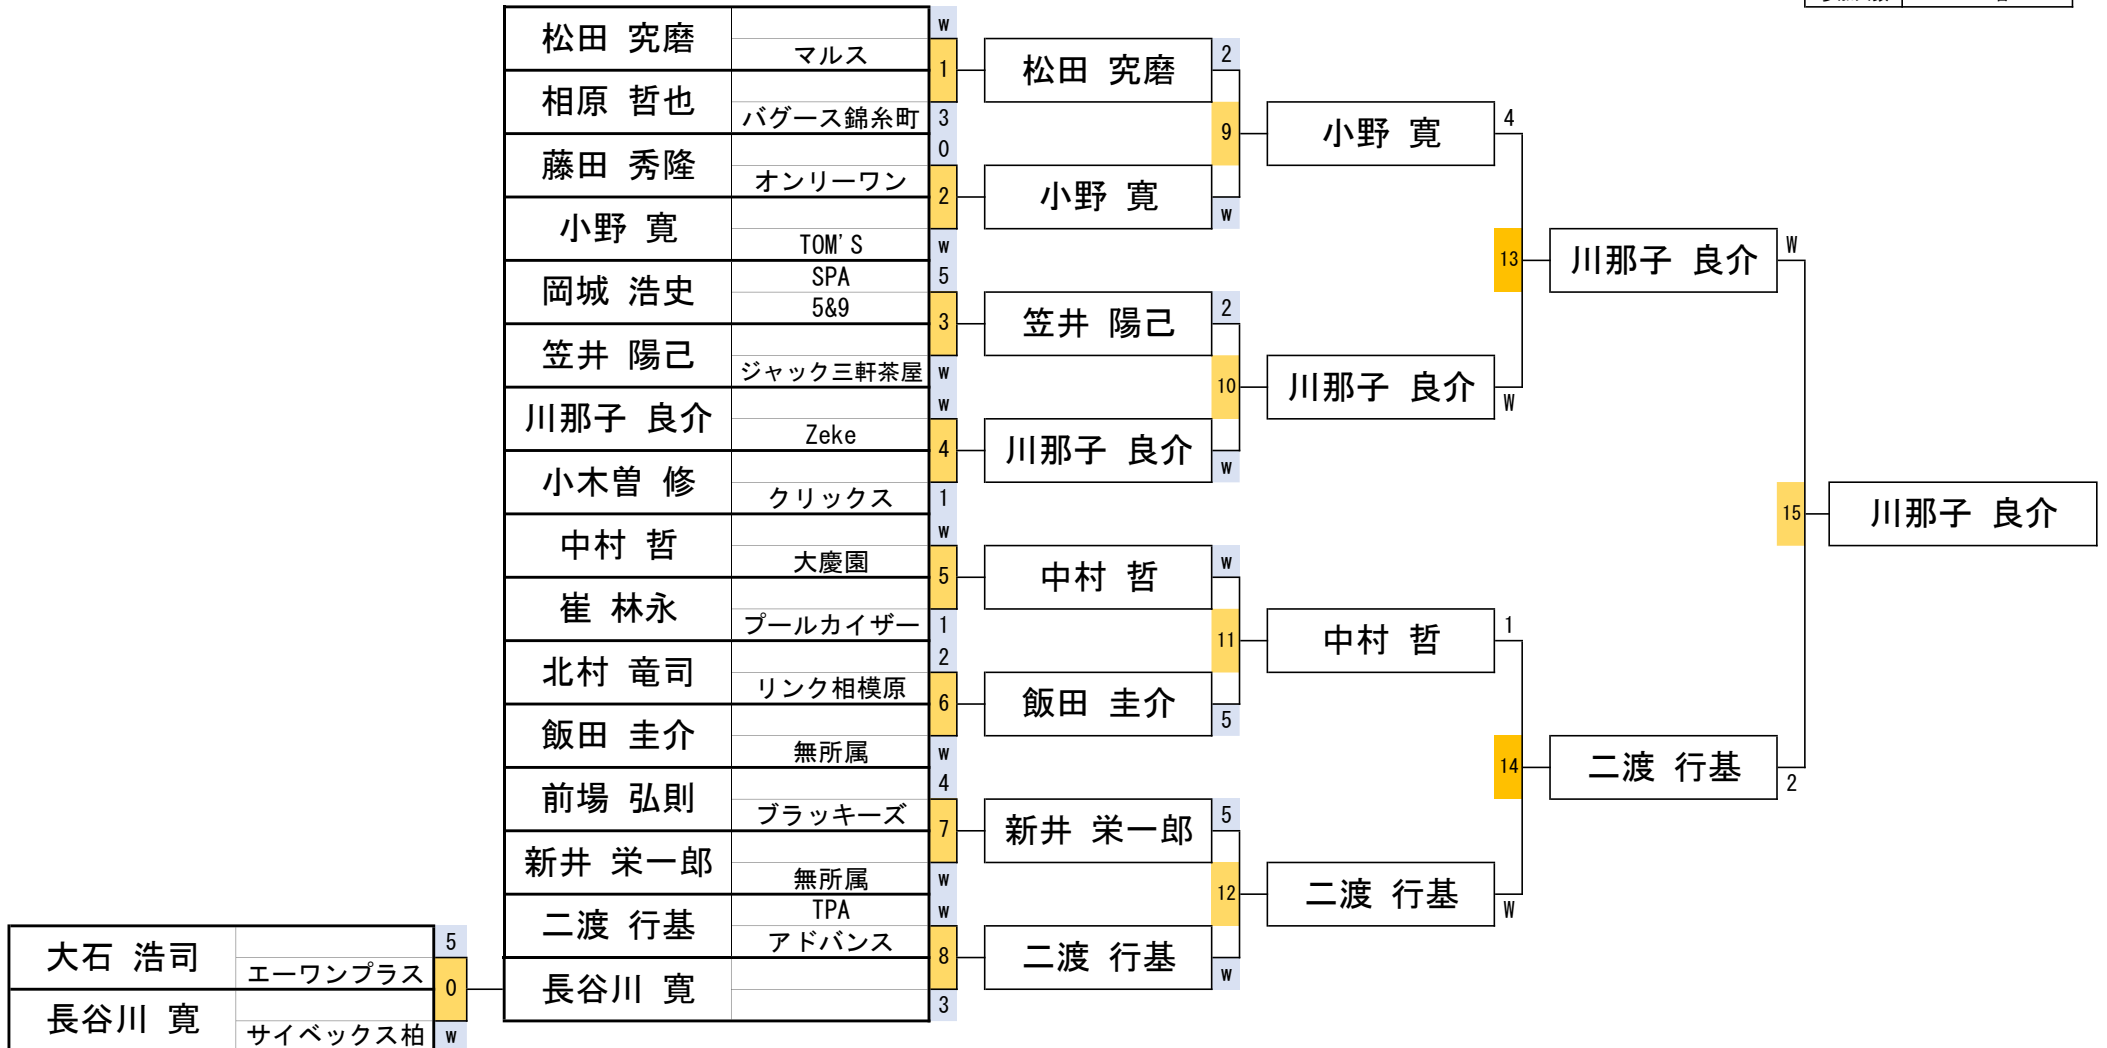 松田 究磨
マルス
W
1
相原 哲也
バグース錦糸町
3
藤田 秀隆
オンリーワン
0
2
小野 寛
TOM'S
W
岡城 浩史
SPA
5&9
5
3
笠井 陽己
ジャック三軒茶屋
W
川那子 良介
Zeke
W
4
小木曽 修
クリックス
1
中村 哲
大慶園
W
5
崔 林永
プールカイザー
1
北村 竜司
リンク相模原
2
6
飯田 圭介
無所属
W
前場 弘則
ブラッキーズ
4
7
新井 栄一郎
無所属
W
二渡 行基
TPA
アドバンス
W
8
長谷川 寛
3
大石 浩司
エーワンプラス
5
0
長谷川 寛
サイベックス柏
W
松田 究磨
2
9
小野 寛
W
笠井 陽己
2
10
川那子 良介
W
中村 哲
W
11
飯田 圭介
5
新井 栄一郎
5
12
二渡 行基
W
小野 寛
4
13
川那子 良介
W
中村 哲
1
14
二渡 行基
W
川那子 良介
W
15
二渡 行基
2
川那子 良介